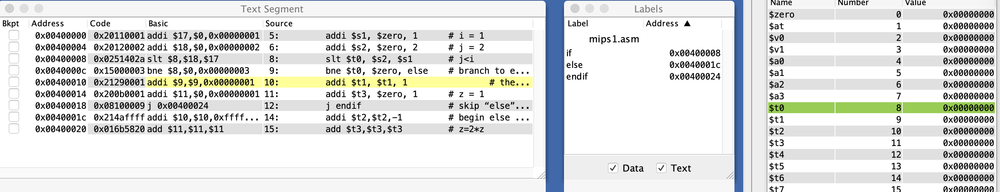 Text Segment
Bkpt Address Code Basic Source
0x00400000 0x20110001 addi $17,$0,0x00000001 5: addi $s1, $zero, 1 # i = 1
0x00400004 0x20120002 addi $18,$0,0x00000002 6: addi $s2, $zero, 2 # j = 2
0x00400008 0x0251402a slt $8,$18,$17 8: slt $t0, $s2, $s1 # j<i
0x0040000c 0x15000003 bne $8,$0,0x00000003 9: bne $t0, $zero, else # branch to e...
0x00400010 0x21290001 addi $9,$9,0x00000001 10: addi $t1, $t1, 1 # the...
0x00400014 0x200b0001 addi $11,$0,0x00000001 11: addi $t3, $zero, 1 # z = 1
0x00400018 0x08100009 j 0x00400024 12: j endif # skip “else”...
0x0040001c 0x214affff addi $10,$10,0xffff... 14: addi $t2,$t2,-1 # begin else ...
0x00400020 0x016b5820 add $11,$11,$11 15: add $t3,$t3,$t3 # z=2*z
Labels
Label Address ▲
mips1.asm
if 0x00400008
else 0x0040001c
endif 0x00400024
Data Text
Name Number Value
$zero 0 0x00000000
$at 1 0x00000000
$v0 2 0x00000000
$v1 3 0x00000000
$a0 4 0x00000000
$a1 5 0x00000000
$a2 6 0x00000000
$a3 7 0x00000000
$t0 8 0x00000000
$t1 9 0x00000000
$t2 10 0x00000000
$t3 11 0x00000000
$t4 12 0x00000000
$t5 13 0x00000000
$t6 14 0x00000000
$t7 15 0x00000000